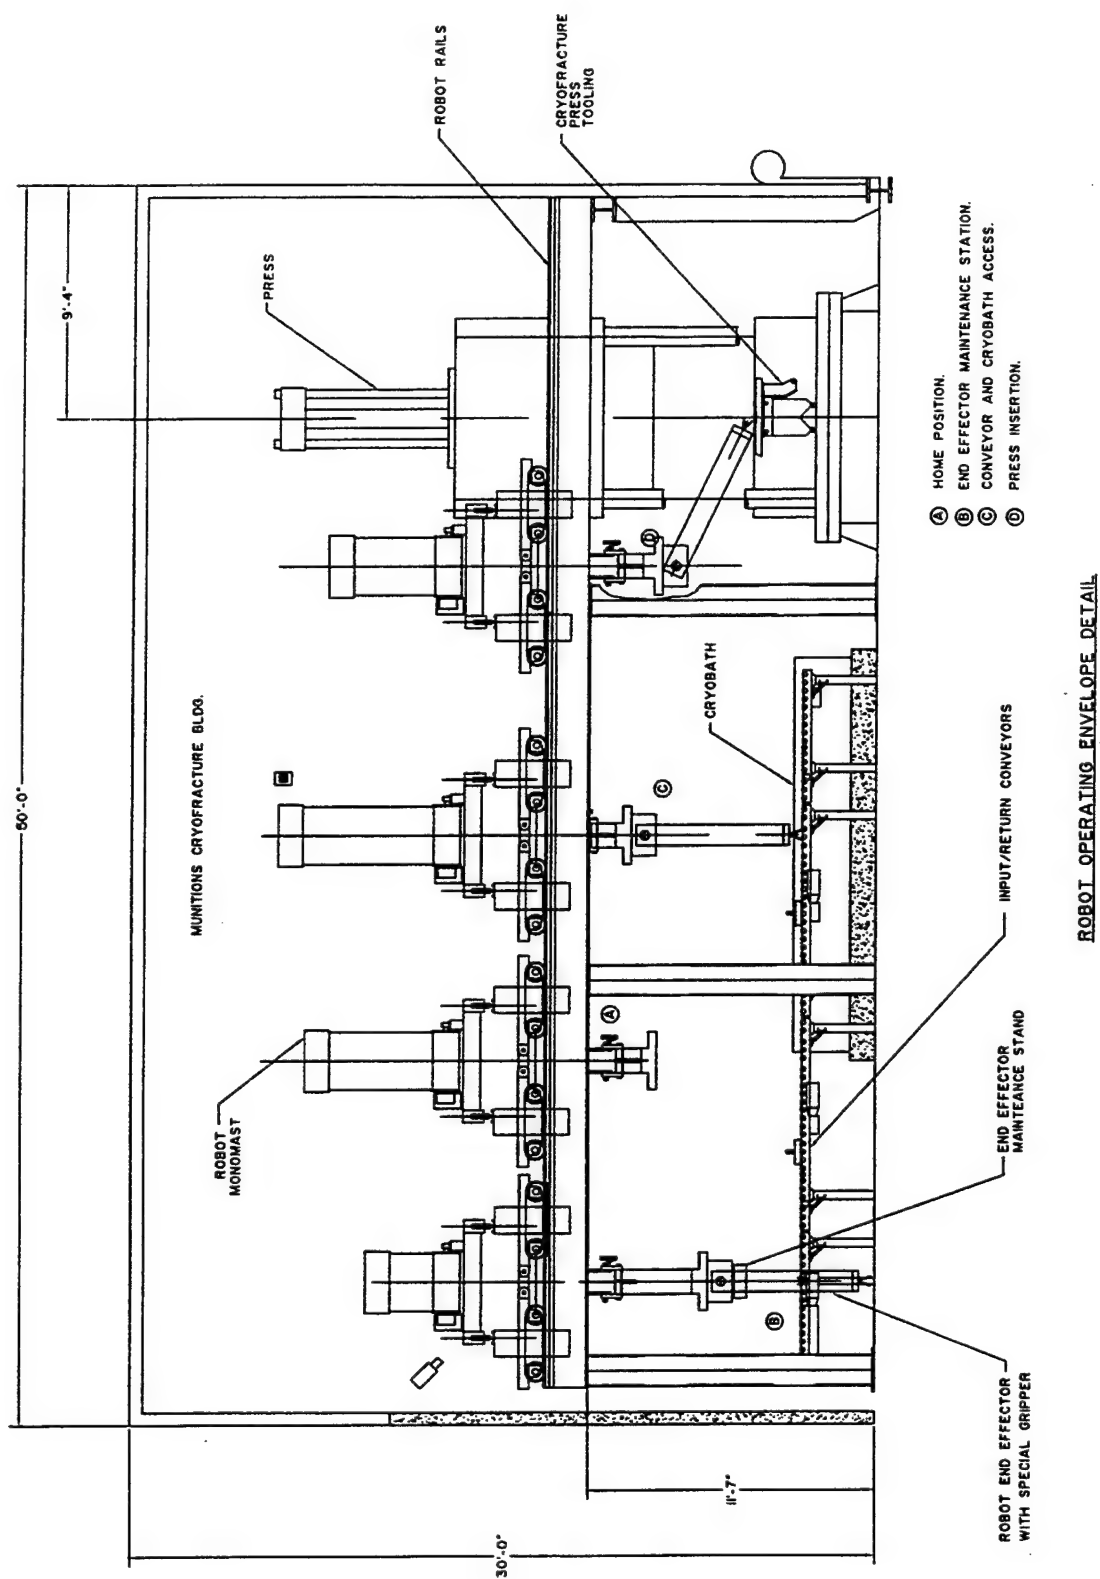 50'-0"
9'-4"
30'-0"
11'-7"
MUNITIONS CRYOFRACTURE BLDG.
ROBOT
MONOMAST
PRESS
ROBOT RAILS
CRYOFRACTURE
PRESS
TOOLING
CRYOBATH
B
A
C
D
ROBOT END EFFECTOR
WITH SPECIAL GRIPPER
END EFFECTOR
MAINTEANCE STAND
INPUT/RETURN CONVEYORS
A HOME POSITION.
B END EFFECTOR MAINTENANCE STATION.
C CONVEYOR AND CRYOBATH ACCESS.
D PRESS INSERTION.
ROBOT OPERATING ENVELOPE DETAIL